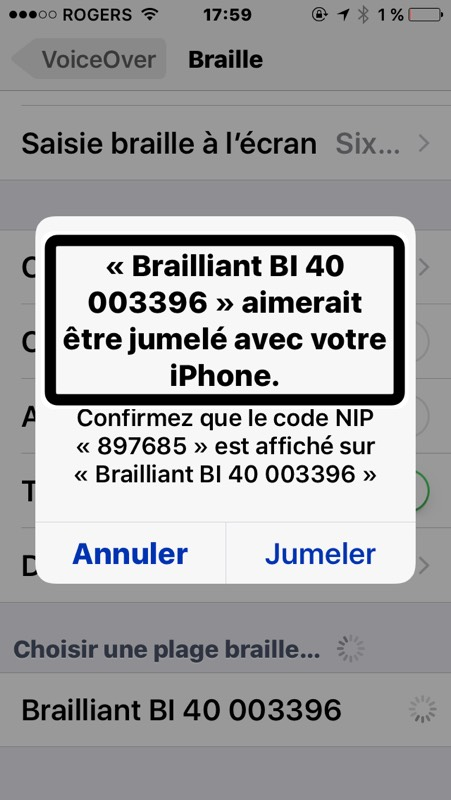 ROGERS 17:59 1 %
VoiceOver Braille
Saisie braille à l’écran Six...
« Brailliant BI 40
003396 » aimerait
être jumelé avec votre
iPhone.
Confirmez que le code NIP
« 897685 » est affiché sur
« Brailliant BI 40 003396 »
Annuler Jumeler
Choisir une plage braille...
Brailliant BI 40 003396